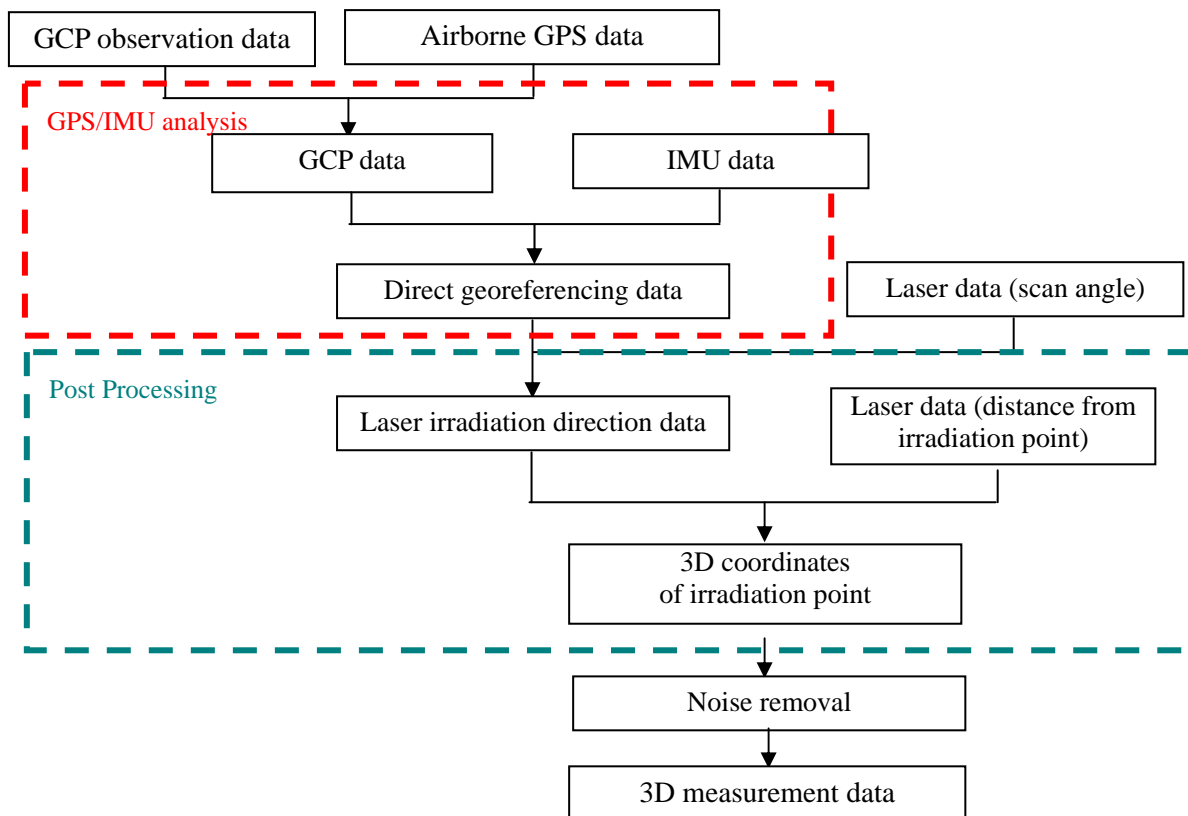 GCP observation data
Airborne GPS data
GPS/IMU analysis
GCP data
IMU data
Direct georeferencing data
Laser data (scan angle)
Post Processing
Laser irradiation direction data
Laser data (distance from
irradiation point)
3D coordinates
of irradiation point
Noise removal
3D measurement data